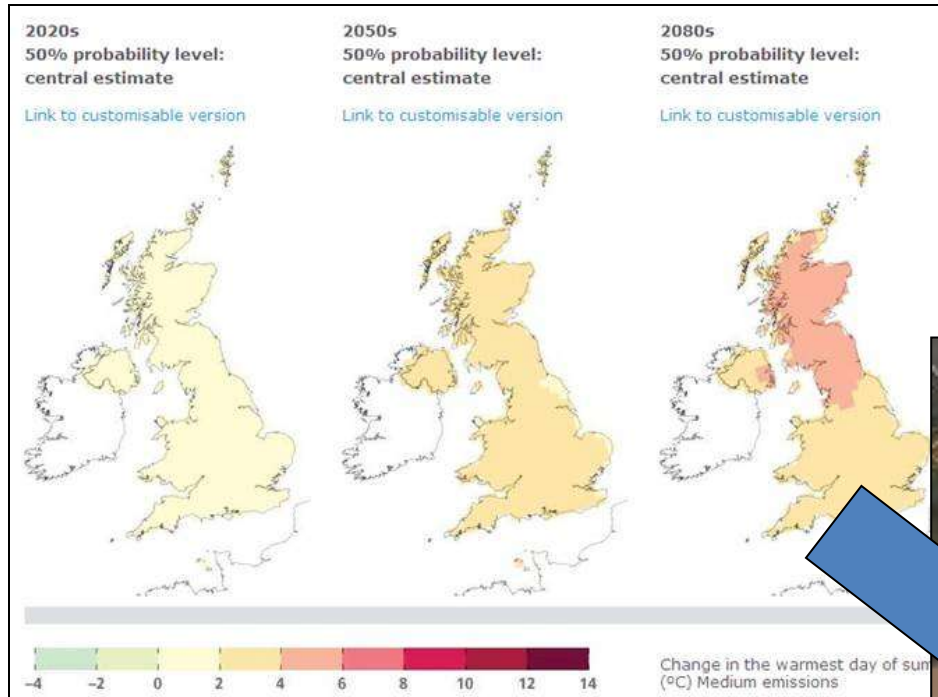 2020s
50% probability level:
central estimate
Link to customisable version
2050s
50% probability level:
central estimate
Link to customisable version
2080s
50% probability level:
central estimate
Link to customisable version
-4 -2 0 2 4 6 8 10 12 14
Change in the warmest day of
(ºC) Medium emissions